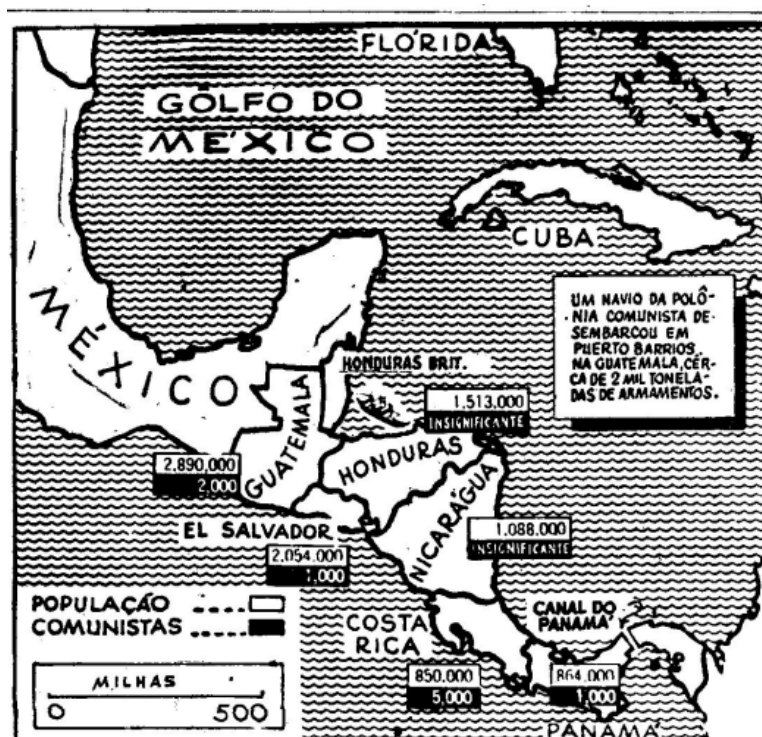 FLÓRIDA
GÔLFO DO
MÉXICO
CUBA
MÉXICO
UM NAVIO DA POLÔ-
NIA COMUNISTA DE-
SEMBARCOU EM
PUERTO BARRIOS,
NA GUATEMALA, CÊR-
CA DE 2 MIL TONELA-
DAS DE ARMAMENTOS.
HONDURAS BRIT.
1.513,000
INSIGNIFICANTE
GUATEMALA
HONDURAS
2.890,000
2,000
NICARÁGUA
EL SALVADOR
1.088.000
INSIGNIFICANTE
2,054.000
1,000
POPULAÇÃO
COMUNISTAS
COSTA
RICA
CANAL DO
PANAMÁ
MILHAS
0 500
850.000
5,000
864,000
1,000
PANAMÁ